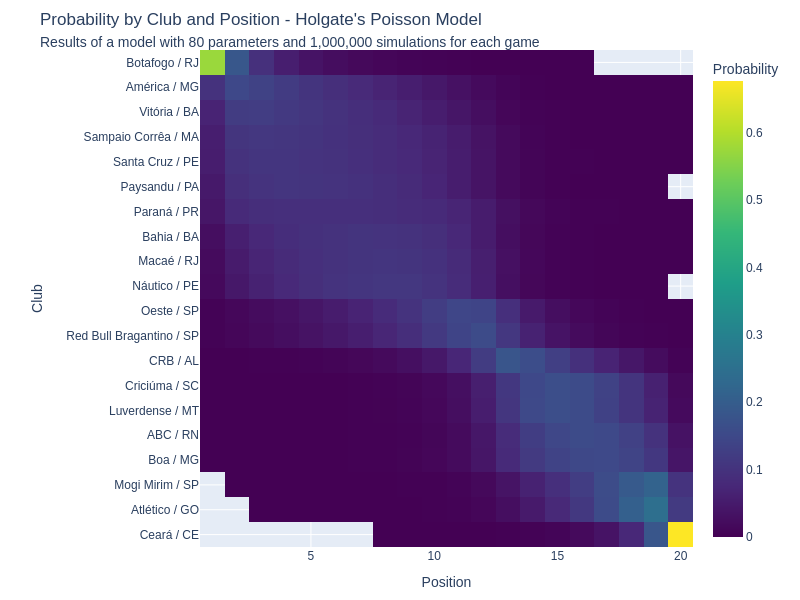 Probability by Club and Position - Holgate's Poisson Model
Results of a model with 80 parameters and 1,000,000 simulations for each game
Probability
Botafogo / RJ
América / MG
Vitória / BA
Sampaio Corrêa / MA
Santa Cruz / PE
Paysandu / PA
Paraná / PR
Bahia / BA
Macaé / RJ
Náutico / PE
Oeste / SP
Red Bull Bragantino / SP
CRB / AL
Criciúma / SC
Luverdense / MT
ABC / RN
Boa / MG
Mogi Mirim / SP
Atlético / GO
Ceará / CE
Club
5
10
15
20
Position
0.6
0.5
0.4
0.3
0.2
0.1
0